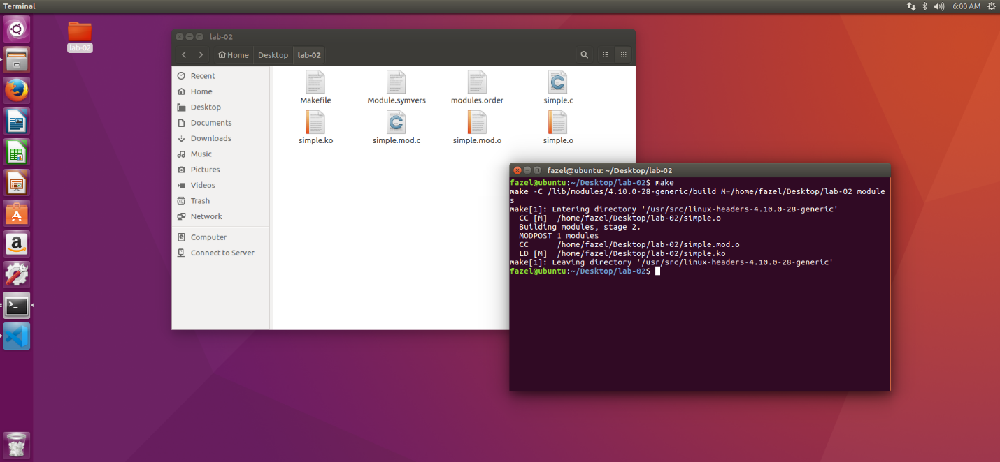 Terminal
6:00 AM
lab-02
lab-02
Home
Desktop
lab-02
Recent
Home
Desktop
Documents
Downloads
Music
Pictures
Videos
Trash
Network
Computer
Connect to Server
Makefile
Module.symvers
modules.order
simple.c
simple.ko
simple.mod.c
simple.mod.o
simple.o
fazel@ubuntu: ~/Desktop/lab-02
fazel@ubuntu:~/Desktop/lab-02$ make
make -C /lib/modules/4.10.0-28-generic/build M=/home/fazel/Desktop/lab-02 module
s
make[1]: Entering directory '/usr/src/linux-headers-4.10.0-28-generic'
  CC [M]  /home/fazel/Desktop/lab-02/simple.o
  Building modules, stage 2.
  MODPOST 1 modules
  CC      /home/fazel/Desktop/lab-02/simple.mod.o
  LD [M]  /home/fazel/Desktop/lab-02/simple.ko
make[1]: Leaving directory '/usr/src/linux-headers-4.10.0-28-generic'
fazel@ubuntu:~/Desktop/lab-02$